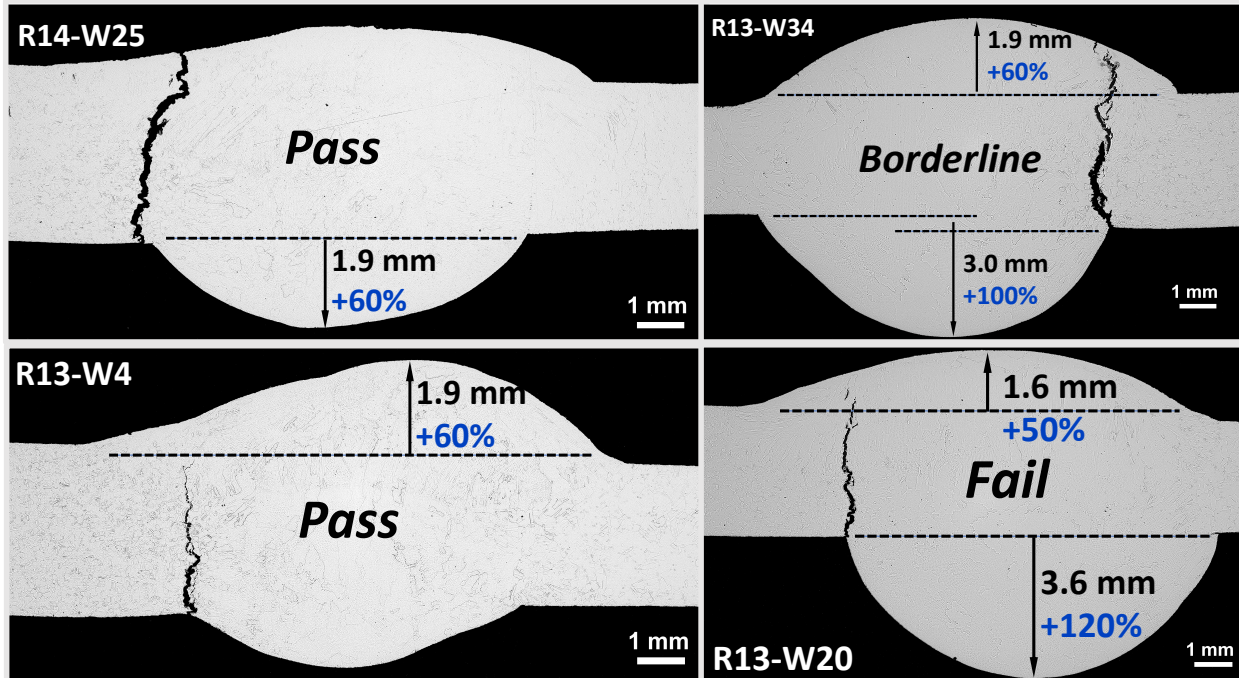 R14-W25
Pass
1.9 mm
+60%
1 mm
R13-W34
1.9 mm
+60%
Borderline
3.0 mm
+100%
1 mm
R13-W4
1.9 mm
+60%
Pass
1 mm
1.6 mm
+50%
Fail
3.6 mm
+120%
R13-W20
1 mm